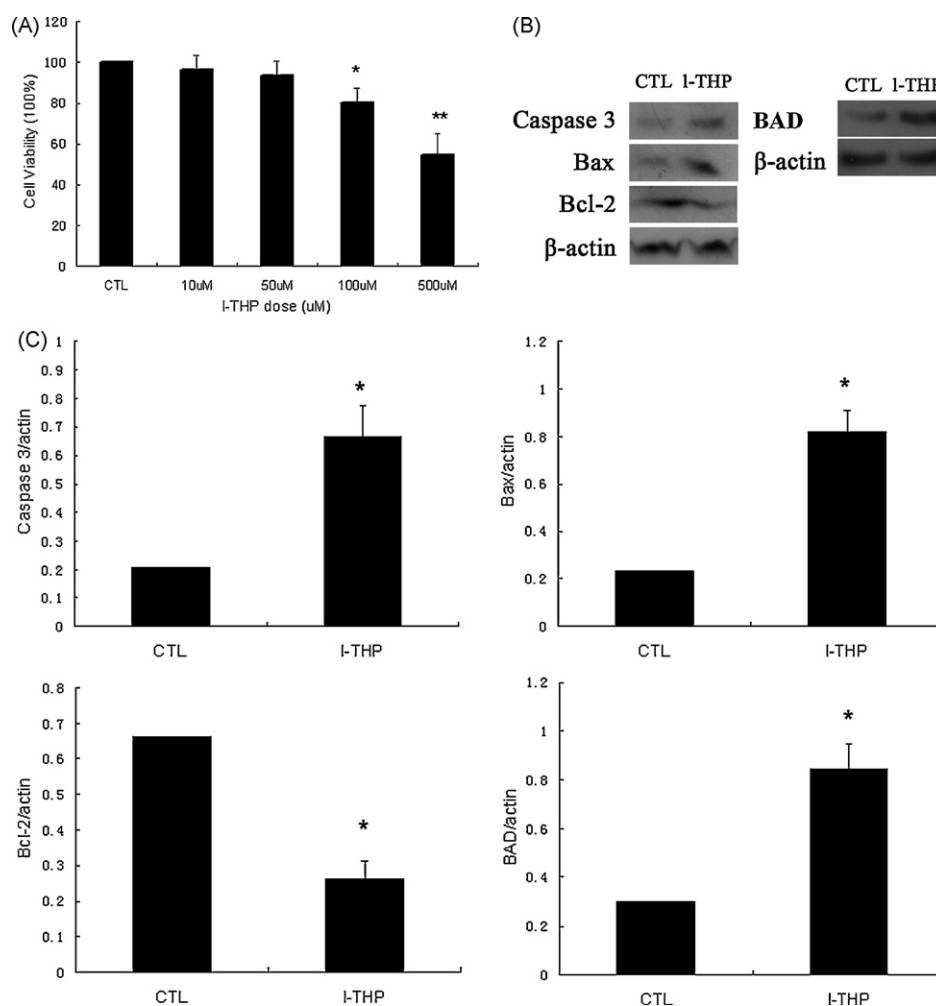 (A)
Cell Viability (100%)
120
100
80
60
40
20
0
*
**
CTL 10uM 50uM 100uM 500uM
l-THP dose (uM)
(B)
CTL l-THP
Caspase 3
Bax
Bcl-2
β-actin
CTL l-THP
BAD
β-actin
(C)
Caspase 3/actin
1
0.9
0.8
0.7
0.6
0.5
0.4
0.3
0.2
0.1
0
*
CTL l-THP
Bax/actin
1.2
1
0.8
0.6
0.4
0.2
0
*
CTL l-THP
Bcl-2/actin
0.8
0.7
0.6
0.5
0.4
0.3
0.2
0.1
0
*
CTL l-THP
BAD/actin
1.2
1
0.8
0.6
0.4
0.2
0
*
CTL l-THP